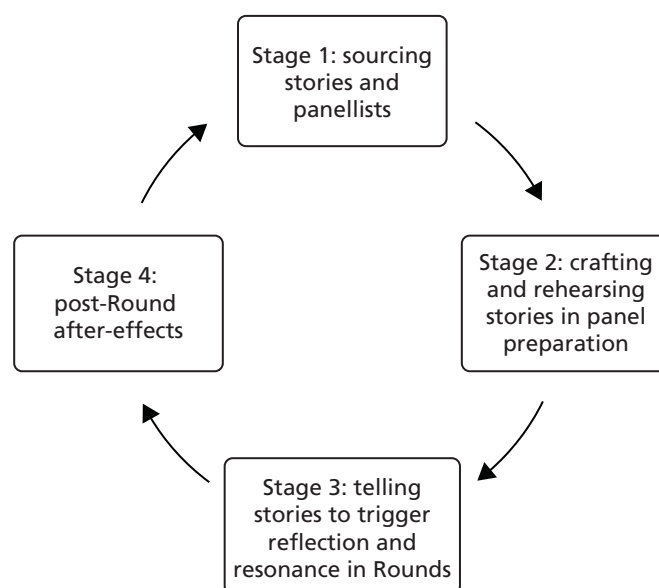 Stage 1: sourcing
stories and
panellists
Stage 2: crafting
and rehearsing
stories in panel
preparation
Stage 3: telling
stories to trigger
reflection and
resonance in Rounds
Stage 4:
post-Round
after-effects